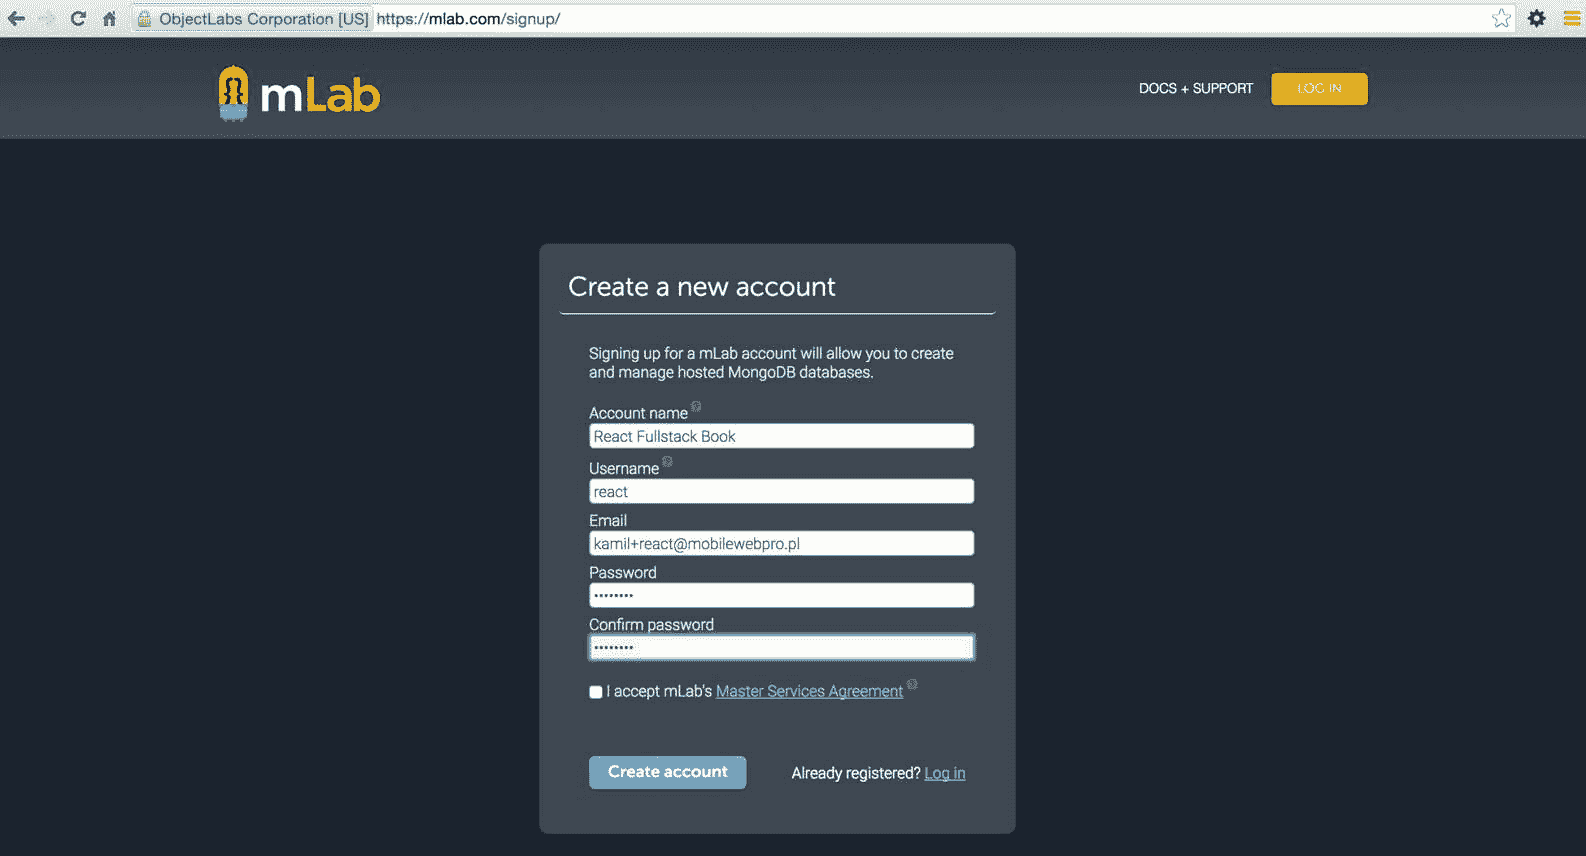 ObjectLabs Corporation [US] https://mlab.com/signup/
mLab
DOCS + SUPPORT
LOG IN
Create a new account
Signing up for a mLab account will allow you to create
and manage hosted MongoDB databases.
Account name
React Fullstack Book
Username
react
Email
kamil+react@mobilewebpro.pl
Password
••••••••
Confirm password
••••••••
I accept mLab's Master Services Agreement
Create account
Already registered? Log in